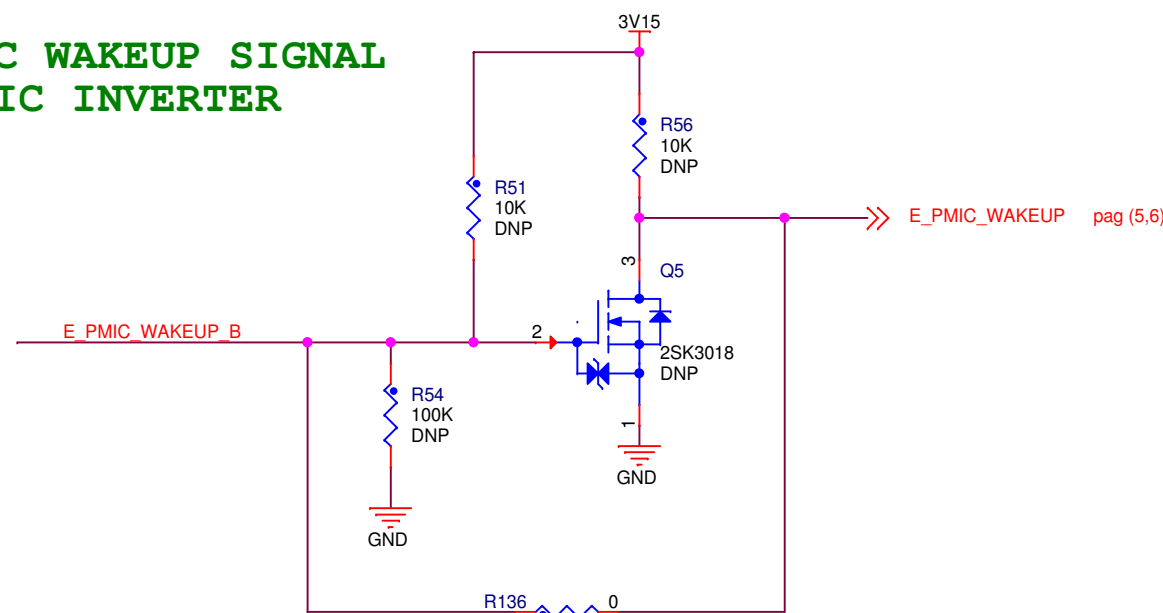 C WAKEUP SIGNAL
IC INVERTER
3V15
R56
10K
DNP
R51
10K
DNP
E_PMIC_WAKEUP pag (5,6)
3
Q5
E_PMIC_WAKEUP_B
2
2SK3018
DNP
R54
100K
DNP
1
GND
GND
R136 0